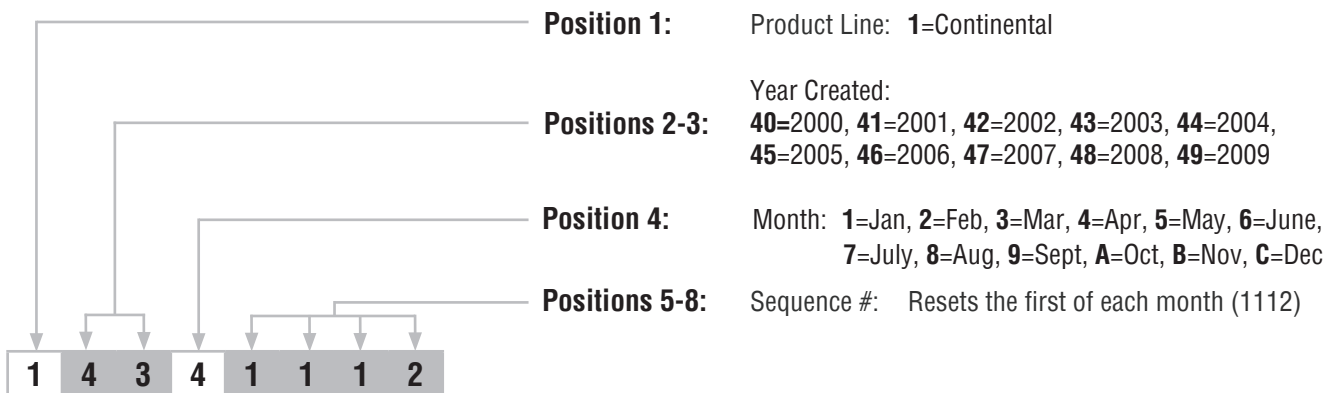 Position 1: Product Line: 1=Continental
Year Created:
Positions 2-3: 40=2000, 41=2001, 42=2002, 43=2003, 44=2004,
45=2005, 46=2006, 47=2007, 48=2008, 49=2009
Position 4: Month: 1=Jan, 2=Feb, 3=Mar, 4=Apr, 5=May, 6=June,
7=July, 8=Aug, 9=Sept, A=Oct, B=Nov, C=Dec
Positions 5-8: Sequence #: Resets the first of each month (1112)
1 4 3 4 1 1 1 2